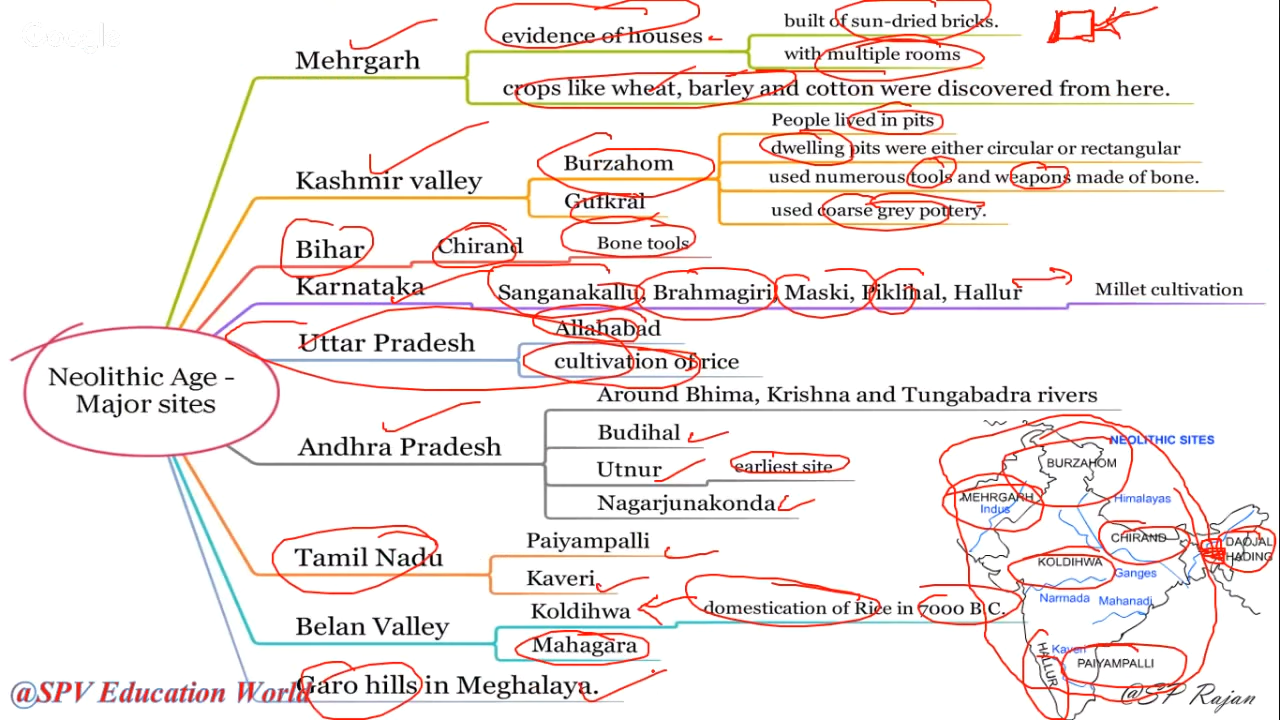 Google
Neolithic Age -
Major sites
Mehrgarh
evidence of houses
built of sun-dried bricks.
with multiple rooms
crops like wheat, barley and cotton were discovered from here.
Kashmir valley
Burzahom
People lived in pits
dwelling pits were either circular or rectangular
used numerous tools and weapons made of bone.
used coarse grey pottery.
Gufkral
Bihar
Chirand
Bone tools
Karnataka
Sanganakallu, Brahmagiri, Maski, Piklihal, Hallur
Millet cultivation
Uttar Pradesh
Allahabad
cultivation of rice
Andhra Pradesh
Around Bhima, Krishna and Tungabadra rivers
Budihal
Utnur
earliest site
Nagarjunakonda
Tamil Nadu
Paiyampalli
Kaveri
Belan Valley
Koldihwa
domestication of Rice in 7000 B.C.
Mahagara
Garo hills in Meghalaya.
NEOLITHIC SITES
BURZAHOM
MEHRGARH
Indus
Himalayas
CHIRAND
DAOJAL
HADING
KOLDIHWA
Ganges
Narmada
Mahanadi
Kaveri
HALLUR
PAIYAMPALLI
@SPV Education World
@SP Rajan